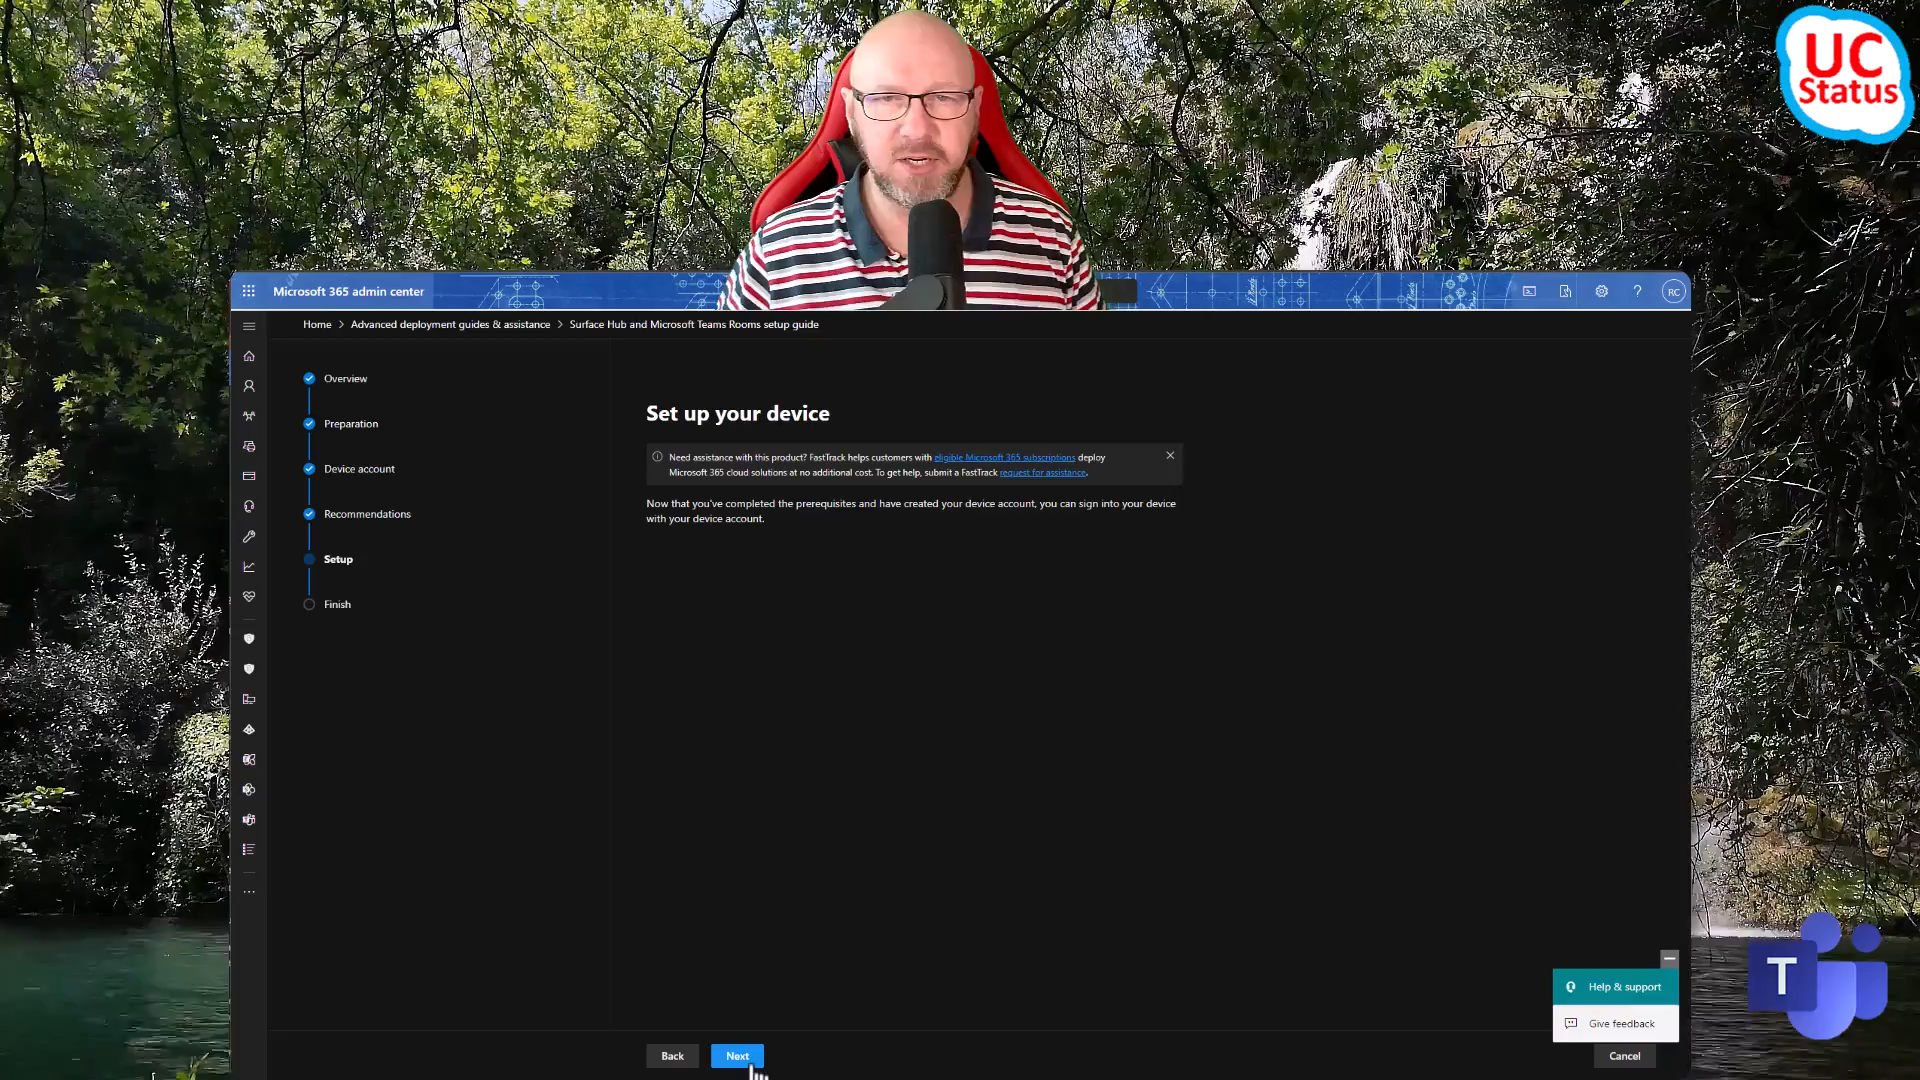 UC
Status
Microsoft 365 admin center
RC
Home > Advanced deployment guides & assistance > Surface Hub and Microsoft Teams Rooms setup guide
Overview
Preparation
Device account
Recommendations
Setup
Finish
Set up your device
Need assistance with this product? FastTrack helps customers with eligible Microsoft 365 subscriptions deploy
Microsoft 365 cloud solutions at no additional cost. To get help, submit a FastTrack request for assistance.
Now that you've completed the prerequisites and have created your device account, you can sign into your device
with your device account.
Help & support
Give feedback
T
Back
Next
Cancel